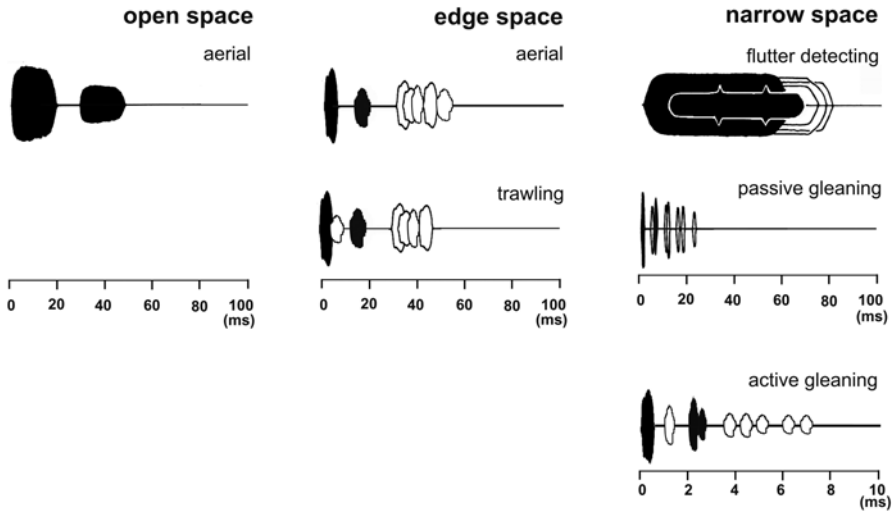 open space
aerial
0 20 40 60 80 100
(ms)
edge space
aerial
trawling
0 20 40 60 80 100
(ms)
narrow space
flutter detecting
passive gleaning
0 20 40 60 80 100
(ms)
active gleaning
0 2 4 6 8 10
(ms)